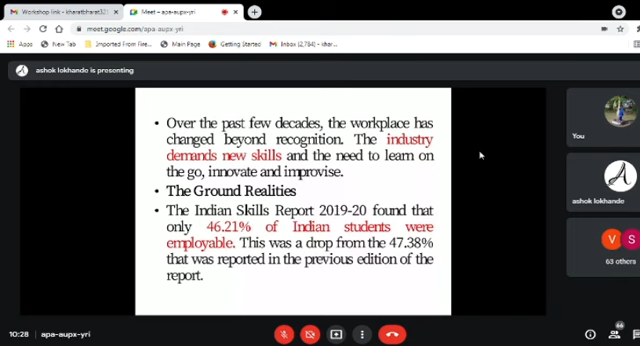 Workshop link - kharatbharat32
Meet – apa-aupx-yri
meet.google.com/apa-aupx-yri
Apps
New Tab
Imported From Fire...
Main Page
Getting Started
Inbox (2,784) - khar...
ashok lokhande is presenting
• Over the past few decades, the workplace has
changed beyond recognition. The industry
demands new skills and the need to learn on
the go, innovate and improvise.
• The Ground Realities
• The Indian Skills Report 2019-20 found that
only 46.21% of Indian students were
employable. This was a drop from the 47.38%
that was reported in the previous edition of the
report.
You
ashok lokhande
V S
63 others
10:28
apa-aupx-yri
66